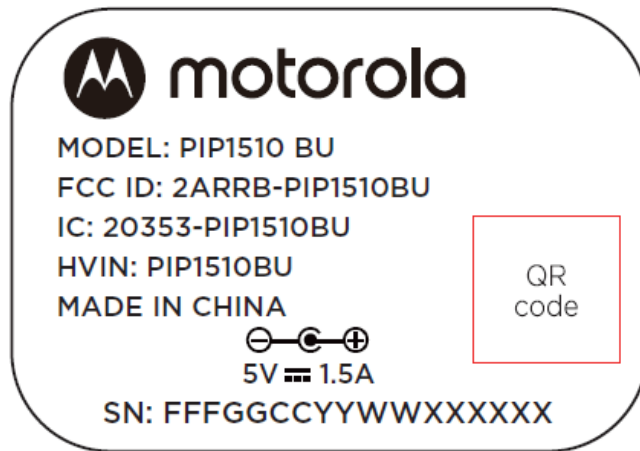 motorola
MODEL: PIP1510 BU
FCC ID: 2ARRB-PIP1510BU
IC: 20353-PIP1510BU
HVIN: PIP1510BU
MADE IN CHINA
QR
code
5V ⎓ 1.5A
SN: FFFGGCCYYWWXXXXXX